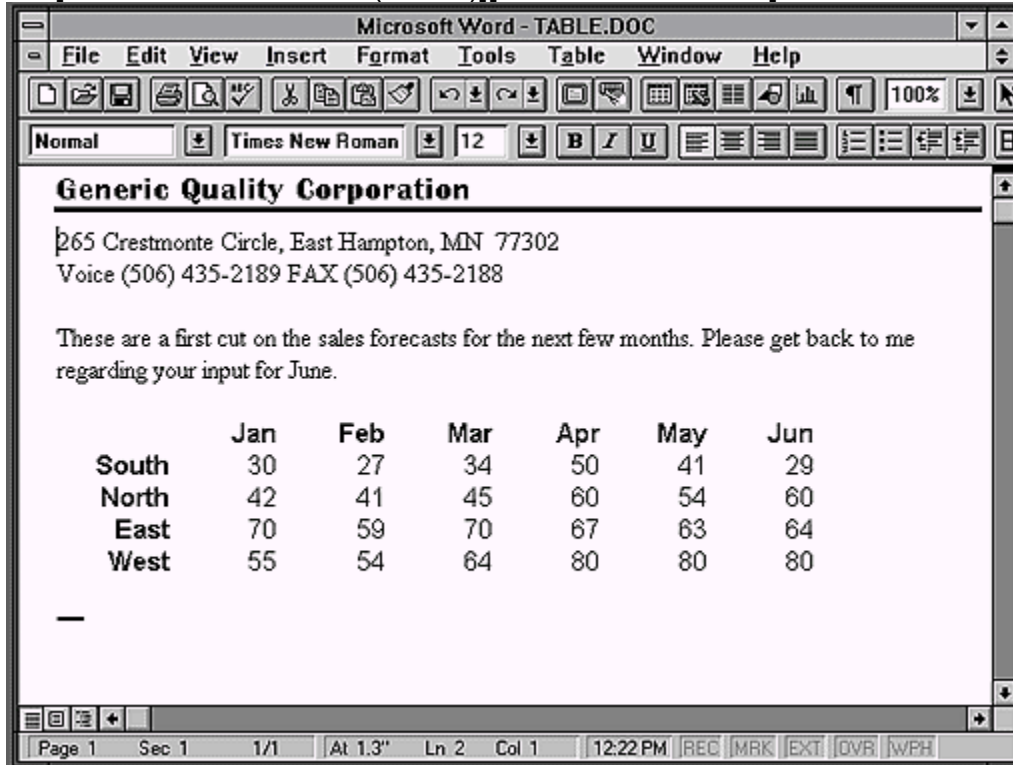 Microsoft Word - TABLE.DOC
File Edit View Insert Format Tools Table Window Help
ABC 100%
Normal Times New Roman 12 B I U
Generic Quality Corporation
265 Crestmonte Circle, East Hampton, MN 77302
Voice (506) 435-2189 FAX (506) 435-2188
These are a first cut on the sales forecasts for the next few months. Please get back to me
regarding your input for June.
Jan Feb Mar Apr May Jun
South 30 27 34 50 41 29
North 42 41 45 60 54 60
East 70 59 70 67 63 64
West 55 54 64 80 80 80
Page 1 Sec 1 1/1 At 1.3" Ln 2 Col 1 12:22 PM REC MRK EXT OVR WPH